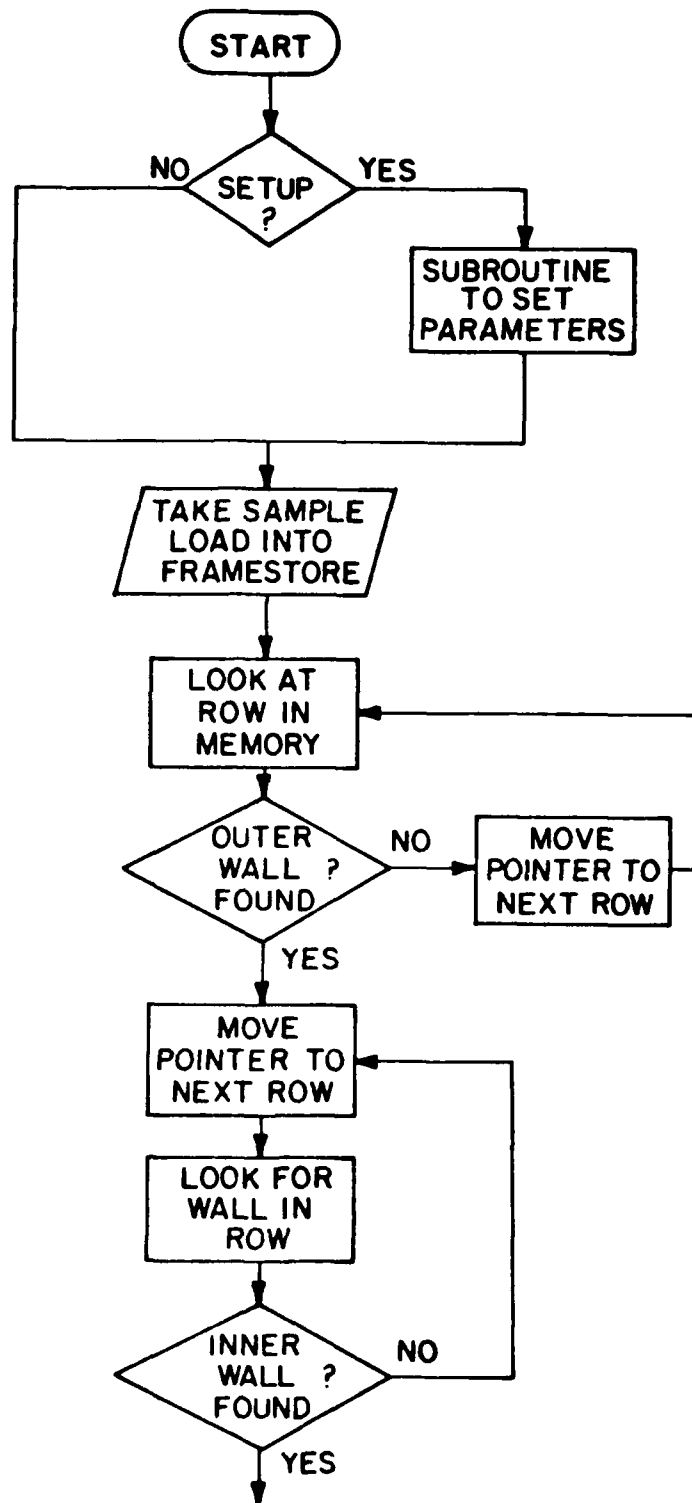 START
NO
YES
SETUP
?
SUBROUTINE
TO SET
PARAMETERS
TAKE SAMPLE
LOAD INTO
FRAMESTORE
LOOK AT
ROW IN
MEMORY
OUTER
WALL ?
FOUND
NO
MOVE
POINTER TO
NEXT ROW
YES
MOVE
POINTER TO
NEXT ROW
LOOK FOR
WALL IN
ROW
INNER
WALL ?
FOUND
NO
YES